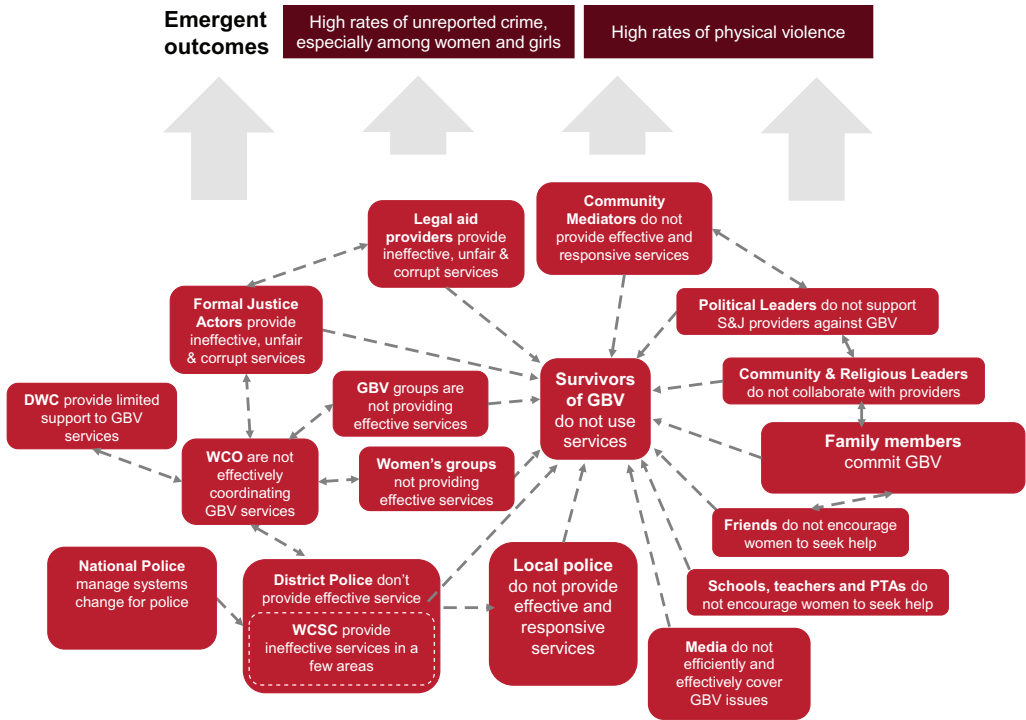 Emergent
outcomes
High rates of unreported crime,
especially among women and girls
High rates of physical violence
Legal aid
providers provide
ineffective, unfair &
corrupt services
Community
Mediators do not
provide effective and
responsive services
Formal Justice
Actors provide
ineffective, unfair
& corrupt services
Political Leaders do not support
S&J providers against GBV
Survivors
of GBV
do not use
services
Community & Religious Leaders
do not collaborate with providers
DWC provide limited
support to GBV
services
GBV groups are
not providing
effective services
Family members
commit GBV
WCO are not
effectively
coordinating
GBV services
Women's groups
not providing
effective services
Friends do not encourage
women to seek help
National Police
manage systems
change for police
District Police don't
provide effective service
WCSC provide
ineffective services in a
few areas
Local police
do not provide
effective and
responsive
services
Schools, teachers and PTAs do
not encourage women to seek help
Media do not
efficiently and
effectively cover
GBV issues